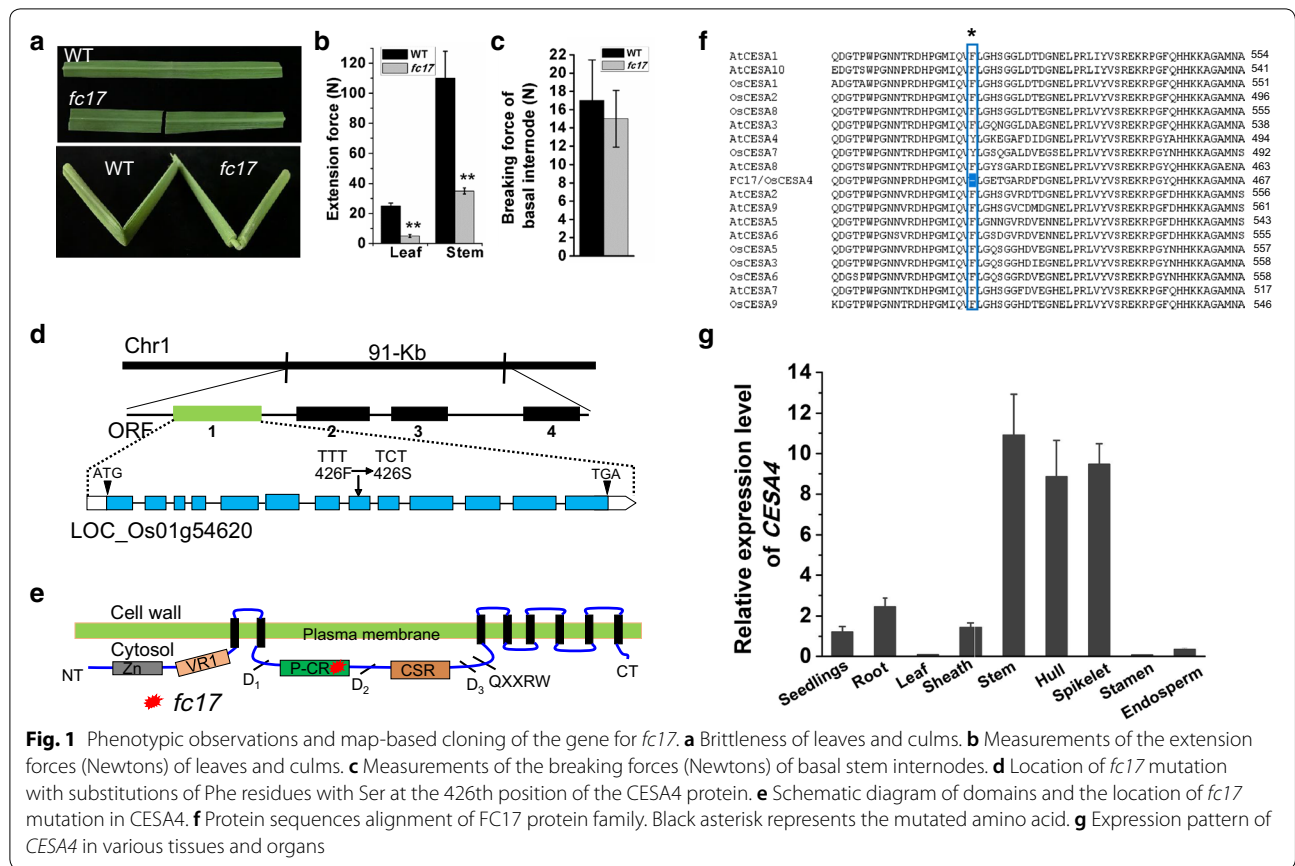 a
WT
fc17
WT
fc17
b
Extension force (N)
WT
fc17
120
100
80
60
40
20
0
**
**
Leaf Stem
c
Breaking force of
basal internode (N)
WT
fc17
22
20
18
16
14
12
10
8
6
4
2
0
d
Chr1
91-Kb
ORF 1 2 3 4
TTT TCT
426F 426S
ATG
TGA
LOC_Os01g54620
e
Cell wall
Plasma membrane
Cytosol
NT Zn VR1 D1 P-CR D2 CSR D3 QXXRW CT
fc17
f
*
AtCESA1 QDGTPWPGNNTRDHPGMIQVFLGHSGGLDTDGNELPRLIYVSREKRPGFQHHKKAGAMNA 554
AtCESA10 EDGTSWPGNNTRDHPGMIQVFLGHSGGLDTDGNELPRLIYVSREKRPGFQHHKKAGAMNA 541
OsCESA1 ADGTAWPGNNPRDHPGMIQVFLGHSGGLDTDGNELPRLVYVSREKRPGFQHHKKAGAMNA 551
OsCESA2 QDGTPWPGNNTRDHPGMIQVFLGHSGGLDTEGNELPRLVYVSREKRPGFQHHKKAGAMNA 496
OsCESA8 QDGTPWPGNNTRDHPGMIQVFLGHSGGLDTEGNELPRLVYVSREKRPGFQHHKKAGAMNA 555
AtCESA3 QDGTPWPGNNTRDHPGMIQVFLGQNGGLDAEGNELPRLVYVSREKRPGFQHHKKAGAMNA 538
AtCESA4 QDGTPWPGNNTRDHPGMIQVYLGKEGAFDIDGNELPRLVYVSREKRPGYAHHKKAGAMNA 494
OsCESA7 QDGTPWPGNNTRDHPGMIQVYLGSQGALDVEGSELPRLVYVSREKRPGYNHHKKAGAMNS 492
AtCESA8 QDGTPWPGNNTRDHPGMIQVFLGYSGARDIEGNELPRLVYVSREKRPGYQHHKKAGAENA 463
FC17/OsCESA4 QDGTPWPGNNPRDHPGMIQVFLGETGARDFDGNELPRLVYVSREKRPGYQHHKKAGAMNA 467
AtCESA2 QDGTPWPGNNVRDHPGMIQVFLGHSGVRDTDGNELPRLVYVSREKRPGFDHHKKAGAMNS 556
AtCESA9 QDGTPWPGNNVRDHPGMIQVFLGHSGVCDMDGNELPRLVYVSREKRPGFDHHKKAGAMNS 561
AtCESA5 QDGTPWPGNNVRDHPGMIQVFLGNNGVRDVENNELPRLVYVSREKRPGFDHHKKAGAMNS 543
AtCESA6 QDGTPWPGNSVRDHPGMIQVFLGSDGVRDVENNELPRLVYVSREKRPGFDHHKKAGAMNS 555
OsCESA5 QDGTPWPGNNVRDHPGMIQVFLGQSGGHDVEGNELPRLVYVSREKRPGYNHHKKAGAMNA 557
OsCESA3 QDGTPWPGNNVRDHPGMIQVFLGQSGGHDIEGNELPRLVYVSREKRPGYNHHKKAGAMNA 558
OsCESA6 QDGSPWPGNNVRDHPGMIQVFLGQSGGRDVEGNELPRLVYVSREKRPGYNHHKKAGAMNA 558
AtCESA7 QDGTPWPGNNTKDHPGMIQVFLGHSGGFDVEGHELPRLVYVSREKRPGFQHHKKAGAMNA 517
OsCESA9 KDGTPWPGNNTRDHPGMIQVFLGHSGGHDTEGNELPRLVYVSREKRPGFQHHKKAGAMNA 546
g
Relative expression level
of CESA4
14
12
10
8
6
4
2
0
Seedlings Root Leaf Sheath Stem Hull Spikelet Stamen Endosperm
Fig. 1 Phenotypic observations and map-based cloning of the gene for fc17. a Brittleness of leaves and culms. b Measurements of the extension
forces (Newtons) of leaves and culms. c Measurements of the breaking forces (Newtons) of basal stem internodes. d Location of fc17 mutation
with substitutions of Phe residues with Ser at the 426th position of the CESA4 protein. e Schematic diagram of domains and the location of fc17
mutation in CESA4. f Protein sequences alignment of FC17 protein family. Black asterisk represents the mutated amino acid. g Expression pattern of
CESA4 in various tissues and organs